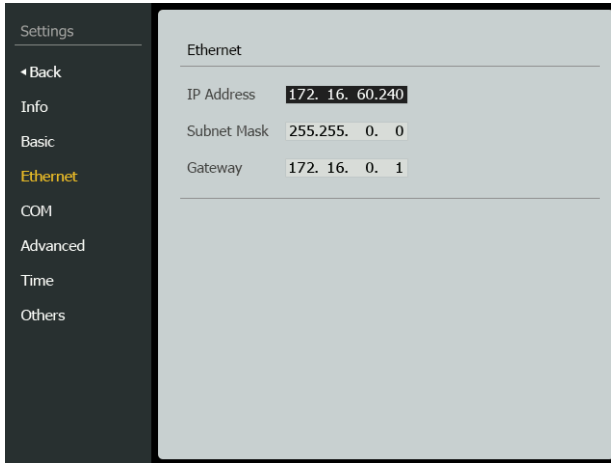 Settings
◂Back
Info
Basic
Ethernet
COM
Advanced
Time
Others
Ethernet
IP Address 172. 16. 60.240
Subnet Mask 255.255. 0. 0
Gateway 172. 16. 0. 1